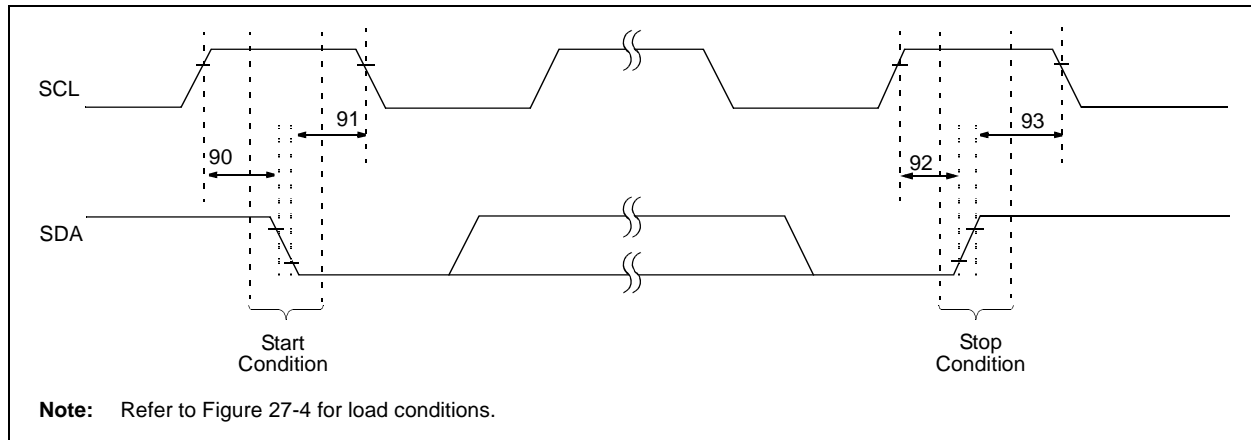 SCL
91
93
90
92
SDA
Start
Condition
Stop
Condition
Note: Refer to Figure 27-4 for load conditions.